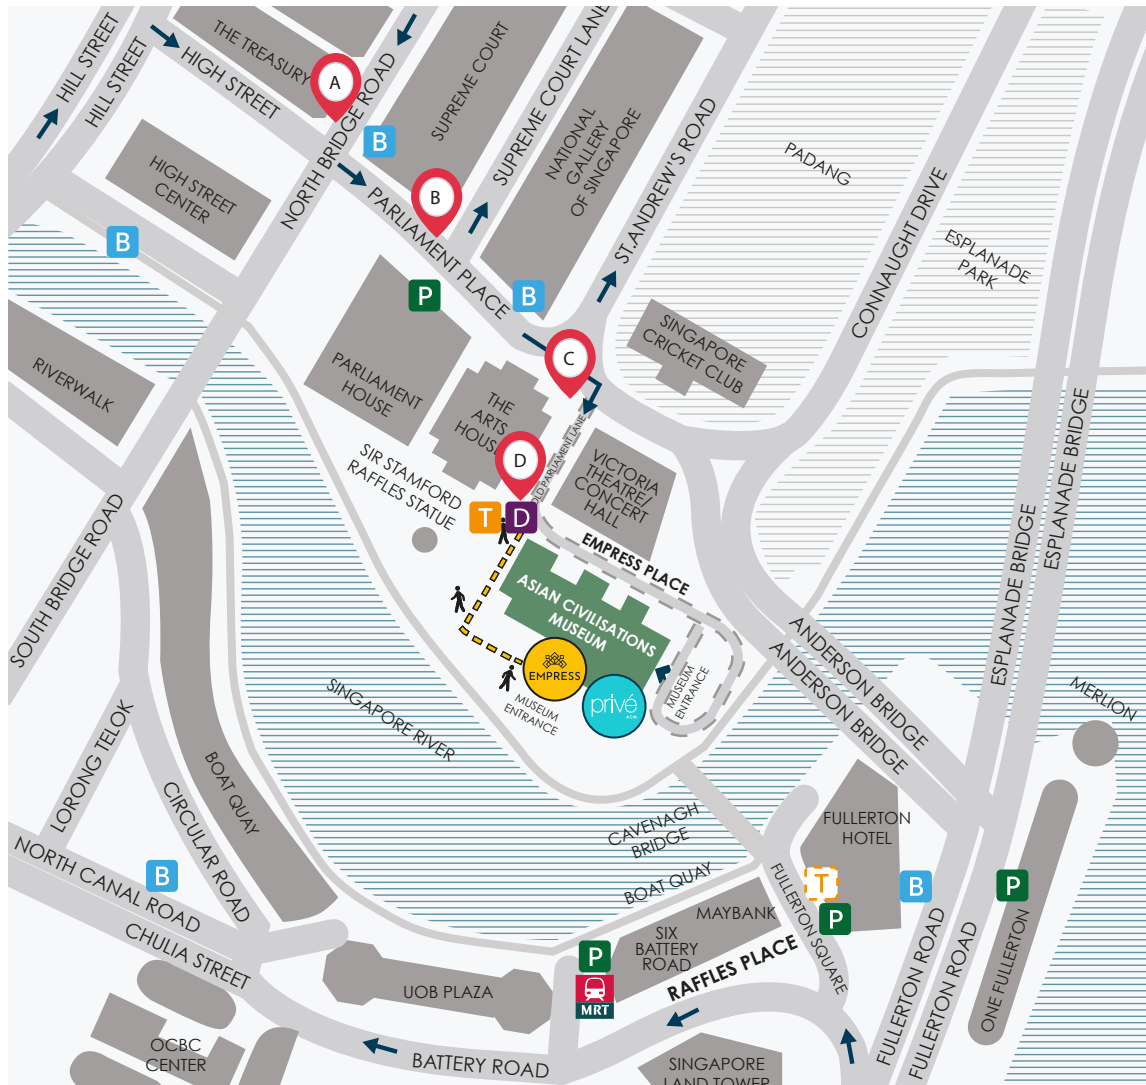 HILL STREET
HILL STREET
THE TREASURY
HIGH STREET
A
NORTH BRIDGE ROAD
B
SUPREME COURT
SUPREME COURT LANE
NATIONAL
GALLERY
OF SINGAPORE
ST.ANDREW'S ROAD
PADANG
CONNAUGHT DRIVE
ESPLANADE
PARK
HIGH STREET
CENTER
B
B
PARLIAMENT PLACE
P
B
RIVERWALK
PARLIAMENT
HOUSE
C
SINGAPORE
CRICKET CLUB
THE
ARTS
HOUSE
OLD PARLIAMENT LANE
VICTORIA
THEATRE/
CONCERT
HALL
SIR STAMFORD
RAFFLES STATUE
D
T
D
EMPRESS PLACE
ASIAN CIVILISATIONS
MUSEUM
EMPRESS
MUSEUM
ENTRANCE
privé
ACM
MUSEUM
ENTRANCE
ESPLANADE BRIDGE
ESPLANADE BRIDGE
ANDERSON BRIDGE
ANDERSON BRIDGE
MERLION
SOUTH BRIDGE ROAD
SINGAPORE
RIVER
LORONG TELOK
BOAT QUAY
CIRCULAR ROAD
NORTH CANAL ROAD
B
CHULIA STREET
CAVENAGH
BRIDGE
BOAT QUAY
FULLERTON
HOTEL
T
P
B
P
FULLERTON SQUARE
MAYBANK
SIX
BATTERY
ROAD
RAFFLES PLACE
P
MRT
UOB PLAZA
OCBC
CENTER
BATTERY ROAD
FULLERTON ROAD
FULLERTON ROAD
ONE FULLERTON
SINGAPORE
LAND TOWER